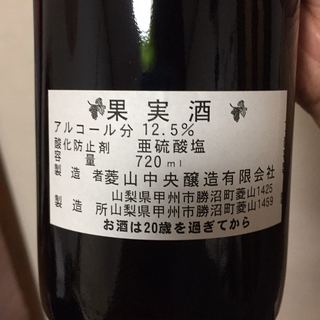 果実酒
アルコール分 12.5%
酸化防止剤 亜硫酸塩
容量 720ml
製造者 菱山中央醸造有限会社
山梨県甲州市勝沼町菱山1425
製造所 山梨県甲州市勝沼町菱山1459
お酒は20歳を過ぎてから